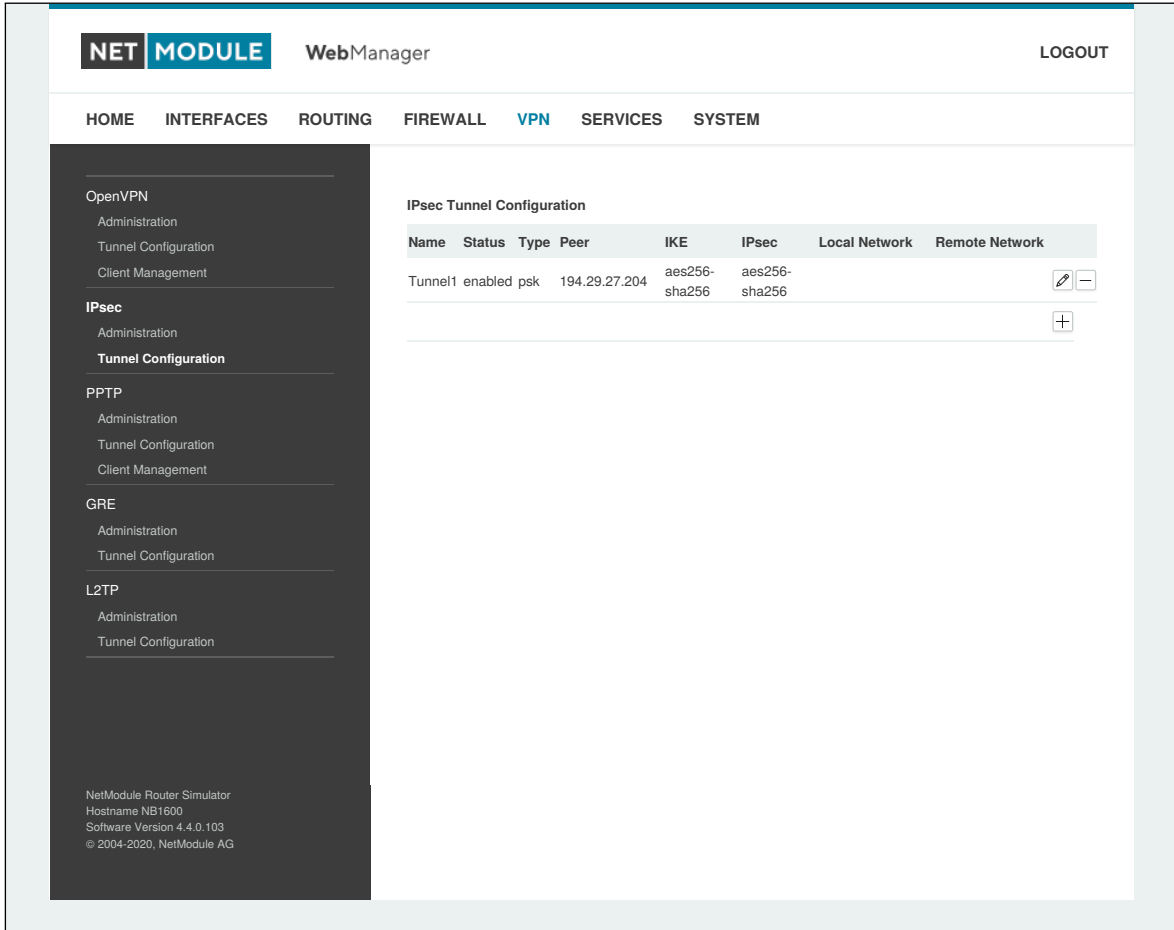 NET MODULE WebManager LOGOUT
HOME INTERFACES ROUTING FIREWALL VPN SERVICES SYSTEM
OpenVPN
Administration
Tunnel Configuration
Client Management
IPsec
Administration
Tunnel Configuration
PPTP
Administration
Tunnel Configuration
Client Management
GRE
Administration
Tunnel Configuration
L2TP
Administration
Tunnel Configuration
NetModule Router Simulator
Hostname NB1600
Software Version 4.4.0.103
© 2004-2020, NetModule AG
IPsec Tunnel Configuration
Name Status Type Peer IKE IPsec Local Network Remote Network
Tunnel1 enabled psk 194.29.27.204 aes256- aes256-
sha256 sha256